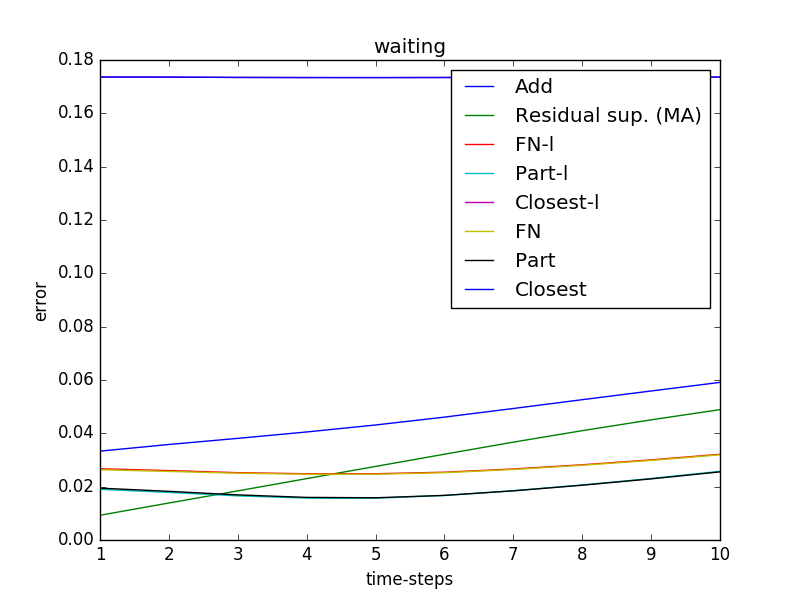 waiting
0.18
0.16
0.14
0.12
0.10
0.08
0.06
0.04
0.02
0.00
error
Add
Residual sup. (MA)
FN-l
Part-l
Closest-l
FN
Part
Closest
1 2 3 4 5 6 7 8 9 10
time-steps